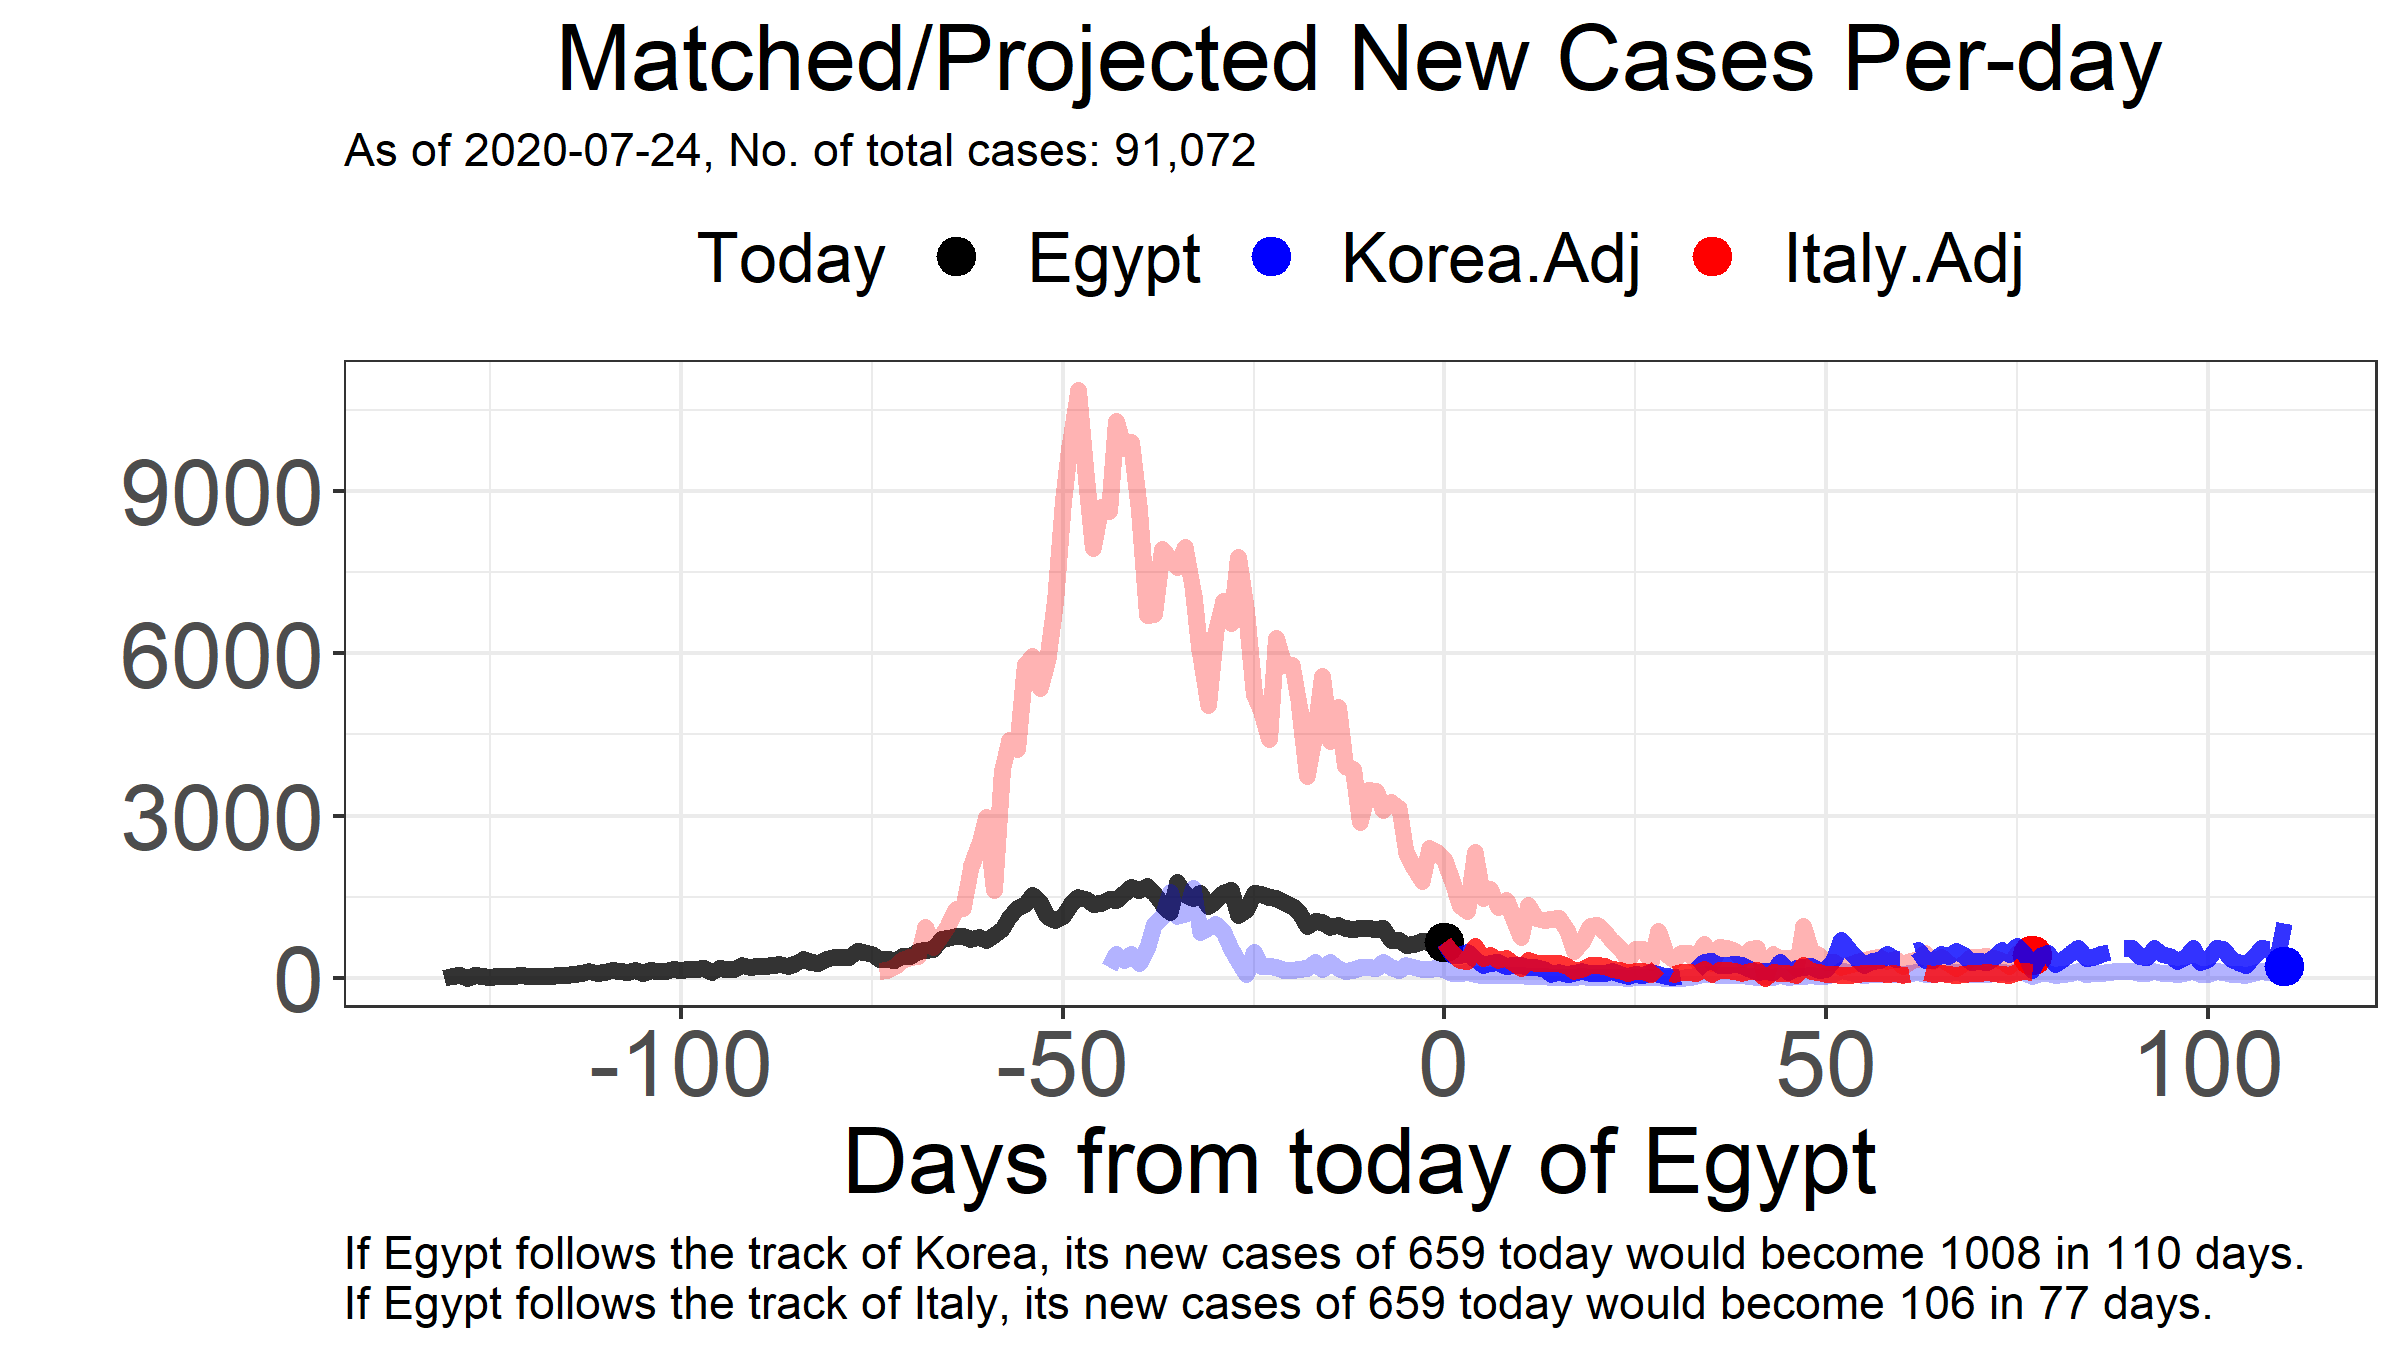 Matched/Projected New Cases Per-day
As of 2020-07-24, No. of total cases: 91,072
Today Egypt Korea.Adj Italy.Adj
9000
6000
3000
0
-100 -50 0 50 100
Days from today of Egypt
If Egypt follows the track of Korea, its new cases of 659 today would become 1008 in 110 days.
If Egypt follows the track of Italy, its new cases of 659 today would become 106 in 77 days.